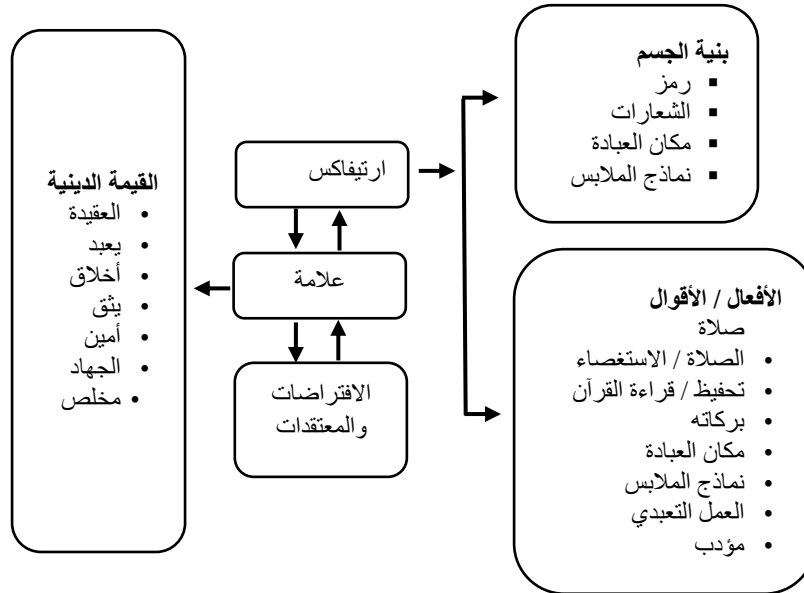 بنية الجسم
▪ رمز
▪ الشعارات
▪ مكان العبادة
▪ نماذج الملابس
ارتيفاكس
علامة
الافتراضات
والمعتقدات
القيمة الدينية
• العقيدة
• يعبد
• أخلاق
• يثق
• أمين
• الجهاد
• مخلص
الأفعال / الأقوال
صلاة
• الصلاة / الاستغصاء
• تحفيظ / قراءة القرآن
• بركاته
• مكان العبادة
• نماذج الملابس
• العمل التعبدي
• مؤدب